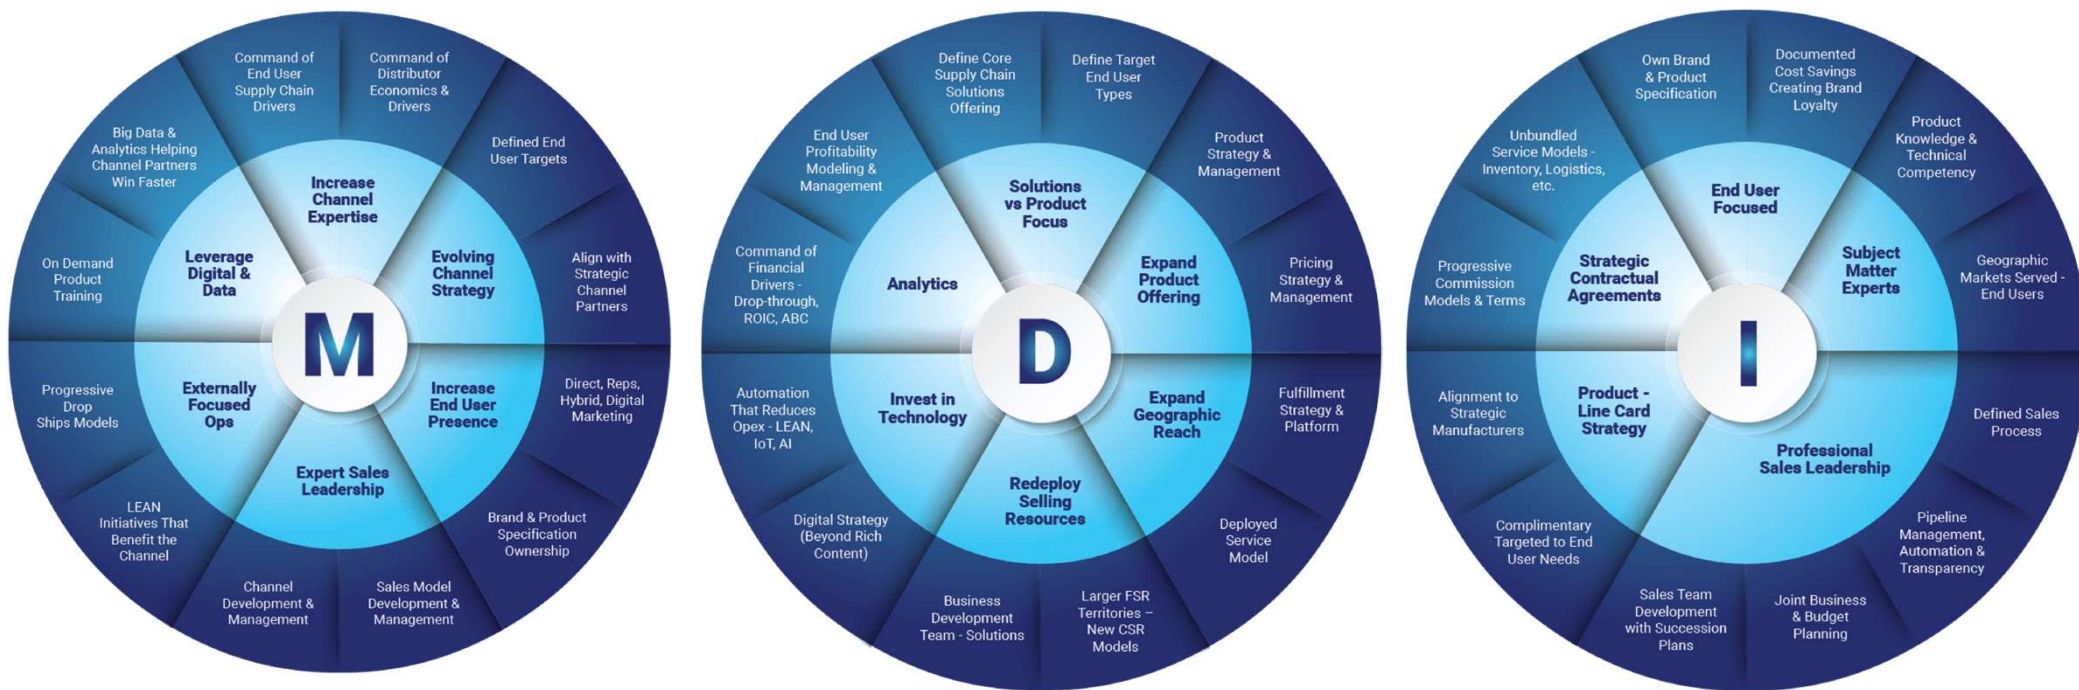 Command of
End User
Supply Chain
Drivers
Command of
Distributor
Economics &
Drivers
Defined End
User Targets
Align with
Strategic
Channel
Partners
Direct, Reps,
Hybrid, Digital
Marketing
Brand & Product
Specification
Ownership
Sales Model
Development &
Management
Channel
Development &
Management
LEAN
Initiatives That
Benefit the
Channel
Progressive
Drop
Ships Models
On Demand
Product
Training
Big Data &
Analytics Helping
Channel Partners
Win Faster
Increase
Channel
Expertise
Evolving
Channel
Strategy
Increase
End User
Presence
Expert Sales
Leadership
Externally
Focused
Ops
Leverage
Digital &
Data
M
Define Core
Supply Chain
Solutions
Offering
Define Target
End User
Types
Product
Strategy &
Management
Pricing
Strategy &
Management
Fulfillment
Strategy &
Platform
Deployed
Service
Model
Larger FSR
Territories –
New CSR
Models
Business
Development
Team - Solutions
Digital Strategy
(Beyond Rich
Content)
Automation
That Reduces
Opex - LEAN,
IoT, AI
Command of
Financial
Drivers -
Drop-through,
ROIC, ABC
End User
Profitability
Modeling &
Management
Solutions
vs Product
Focus
Expand
Product
Offering
Expand
Geographic
Reach
Redeploy
Selling
Resources
Invest in
Technology
Analytics
D
Own Brand
& Product
Specification
Documented
Cost Savings
Creating Brand
Loyalty
Product
Knowledge &
Technical
Competency
Geographic
Markets Served -
End Users
Defined Sales
Process
Pipeline
Management,
Automation &
Transparency
Joint Business
& Budget
Planning
Sales Team
Development
with Succession
Plans
Complimentary
Targeted to End
User Needs
Alignment to
Strategic
Manufacturers
Progressive
Commission
Models & Terms
Unbundled
Service Models -
Inventory, Logistics,
etc.
End User
Focused
Subject
Matter
Experts
Professional
Sales Leadership
Product -
Line Card
Strategy
Strategic
Contractual
Agreements
I